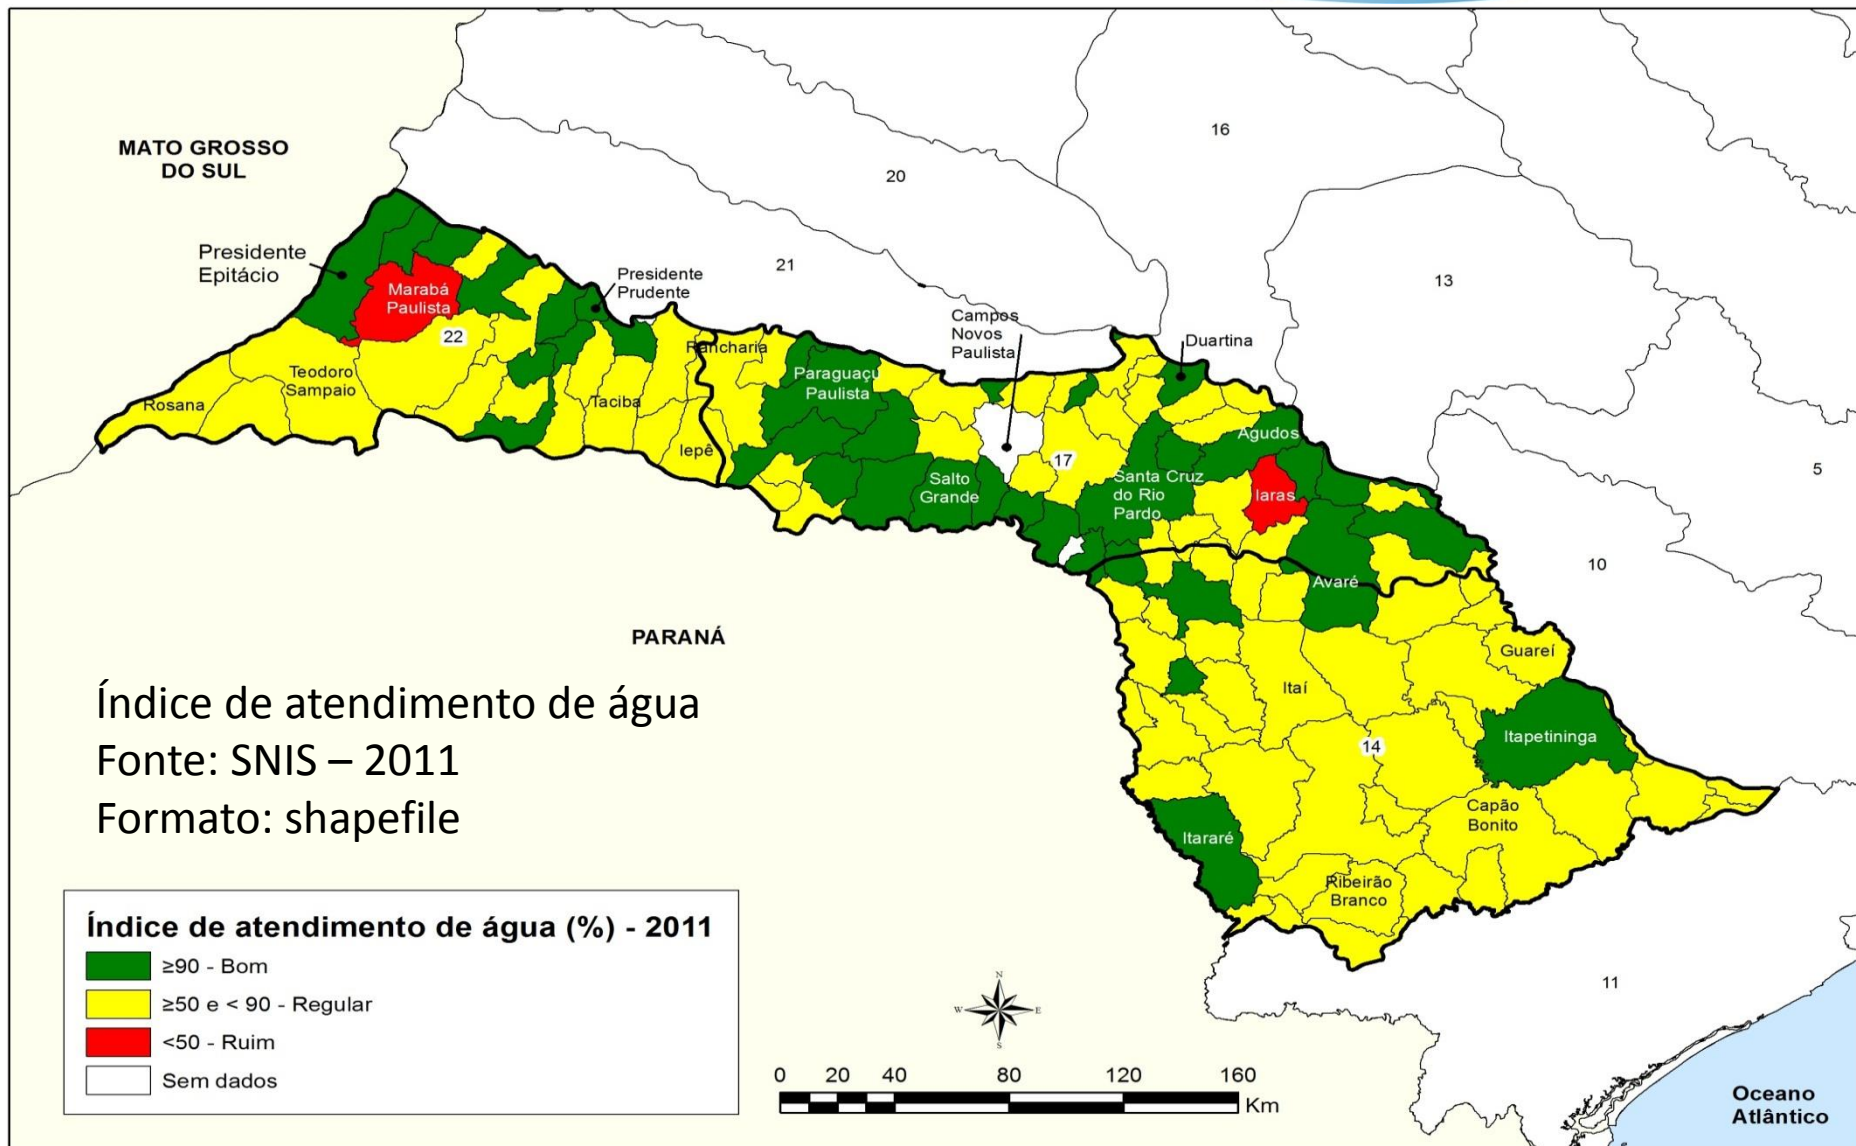 MATO GROSSO
DO SUL
16
20
21
13
5
10
11
Presidente
Epitácio
Marabá
Paulista
22
Presidente
Prudente
Teodoro
Sampaio
Rosana
Taciba
Rancharia
Iepê
Paraguaçu
Paulista
Campos
Novos
Paulista
Duartina
Salto
Grande
17
Santa Cruz
do Rio
Pardo
Agudos
Iaras
Avaré
Guareí
Itaí
14
Itapetininga
Capão
Bonito
Itararé
Ribeirão
Branco
PARANÁ
Índice de atendimento de água
Fonte: SNIS – 2011
Formato: shapefile
Índice de atendimento de água (%) - 2011
≥90 - Bom
≥50 e < 90 - Regular
<50 - Ruim
Sem dados
N
W E
S
0 20 40 80 120 160
Km
Oceano
Atlântico